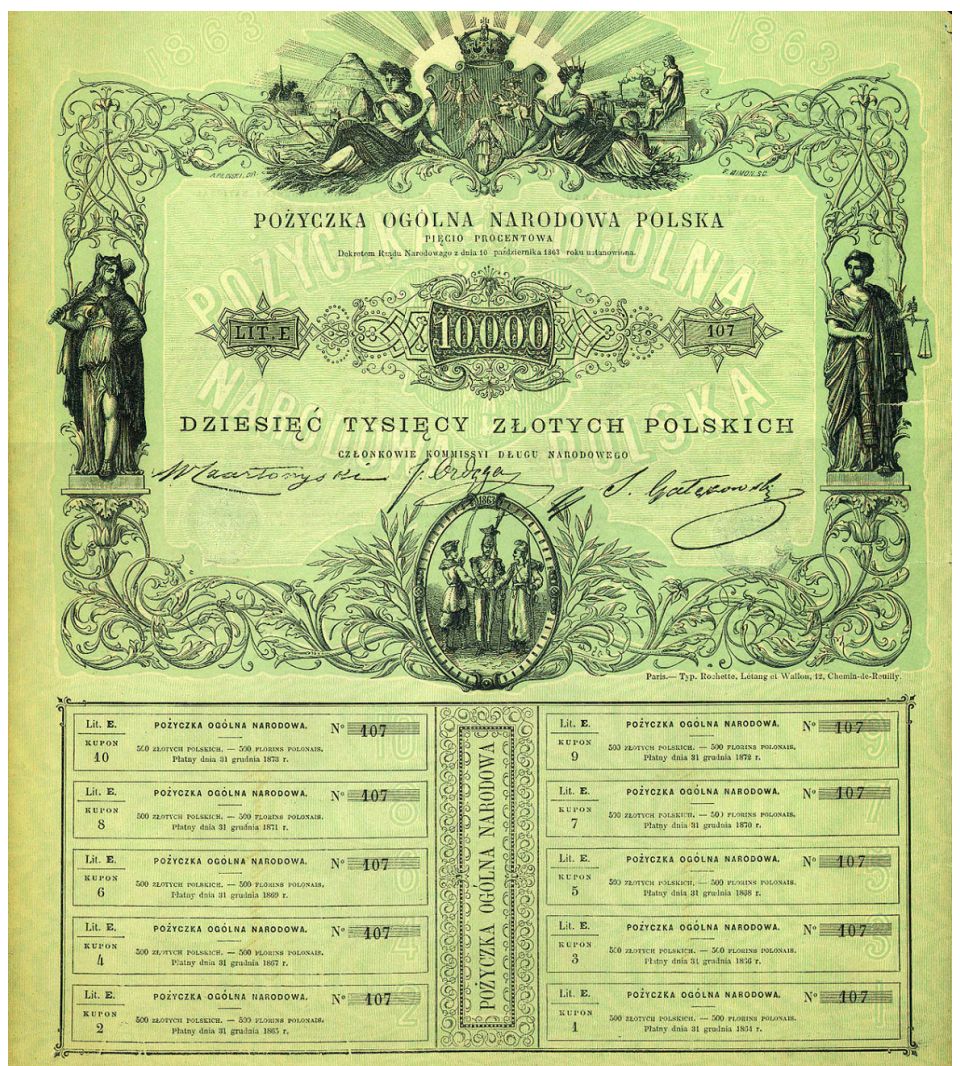 1863 1863
A. PLINSKI. DR. F. AIMON. SC.
POŻYCZKA OGÓLNA NARODOWA POLSKA
PIĘCIO PROCENTOWA
Dekretem Rządu Narodowego z dnia 10 października 1863 roku ustanowiona.
POŻYCZKA OGÓLNA
LIT. E 10000 107
NARODOWA POLSKA
DZIESIĘĆ TYSIĘCY ZŁOTYCH POLSKICH
CZŁONKOWIE KOMMISSYI DŁUGU NARODOWEGO
W Czartoryski J. Ordęga S. Gałęzowski
1863
Paris.— Typ. Rochette, Létang et Wallon, 12, Chemin-de-Reuilly.
POŻYCZKA OGÓLNA NARODOWA
Lit. E. POŻYCZKA OGÓLNA NARODOWA. Nº 107
KUPON 500 ZŁOTYCH POLSKICH. — 500 FLORINS POLONAIS.
10 Płatny dnia 31 grudnia 1873 r.
Lit. E. POŻYCZKA OGÓLNA NARODOWA. Nº 107
KUPON 500 ZŁOTYCH POLSKICH. — 500 FLORINS POLONAIS.
9 Płatny dnia 31 grudnia 1872 r.
Lit. E. POŻYCZKA OGÓLNA NARODOWA. Nº 107
KUPON 500 ZŁOTYCH POLSKICH. — 500 FLORINS POLONAIS.
8 Płatny dnia 31 grudnia 1871 r.
Lit. E. POŻYCZKA OGÓLNA NARODOWA. Nº 107
KUPON 500 ZŁOTYCH POLSKICH. — 500 FLORINS POLONAIS.
7 Płatny dnia 31 grudnia 1870 r.
Lit. E. POŻYCZKA OGÓLNA NARODOWA. Nº 107
KUPON 500 ZŁOTYCH POLSKICH. — 500 FLORINS POLONAIS.
6 Płatny dnia 31 grudnia 1869 r.
Lit. E. POŻYCZKA OGÓLNA NARODOWA. Nº 107
KUPON 500 ZŁOTYCH POLSKICH. — 500 FLORINS POLONAIS.
5 Płatny dnia 31 grudnia 1868 r.
Lit. E. POŻYCZKA OGÓLNA NARODOWA. Nº 107
KUPON 500 ZŁOTYCH POLSKICH. — 500 FLORINS POLONAIS.
4 Płatny dnia 31 grudnia 1867 r.
Lit. E. POŻYCZKA OGÓLNA NARODOWA. Nº 107
KUPON 500 ZŁOTYCH POLSKICH. — 500 FLORINS POLONAIS.
3 Płatny dnia 31 grudnia 1866 r.
Lit. E. POŻYCZKA OGÓLNA NARODOWA. Nº 107
KUPON 500 ZŁOTYCH POLSKICH. — 500 FLORINS POLONAIS.
2 Płatny dnia 31 grudnia 1865 r.
Lit. E. POŻYCZKA OGÓLNA NARODOWA. Nº 107
KUPON 500 ZŁOTYCH POLSKICH. — 500 FLORINS POLONAIS.
1 Płatny dnia 31 grudnia 1864 r.